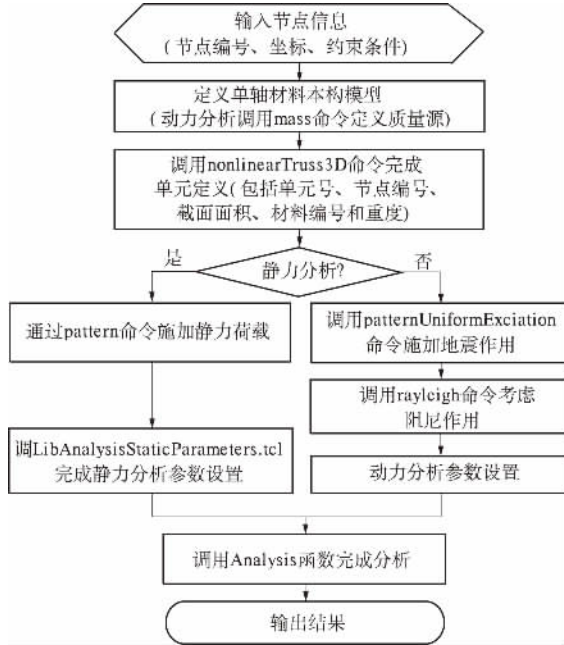 输入节点信息
(节点编号、坐标、约束条件)
定义单轴材料本构模型
(动力分析调用mass命令定义质量源)
调用nonlinearTruss3D命令完成
单元定义(包括单元号、节点编号、
截面面积、材料编号和重度)
是
静力分析?
否
通过pattern命令施加静力荷载
调用patternUniformExciation
命令施加地震作用
调用rayleigh命令考虑
阻尼作用
调LibAnalysisStaticParameters.tcl
完成静力分析参数设置
动力分析参数设置
调用Analysis函数完成分析
输出结果